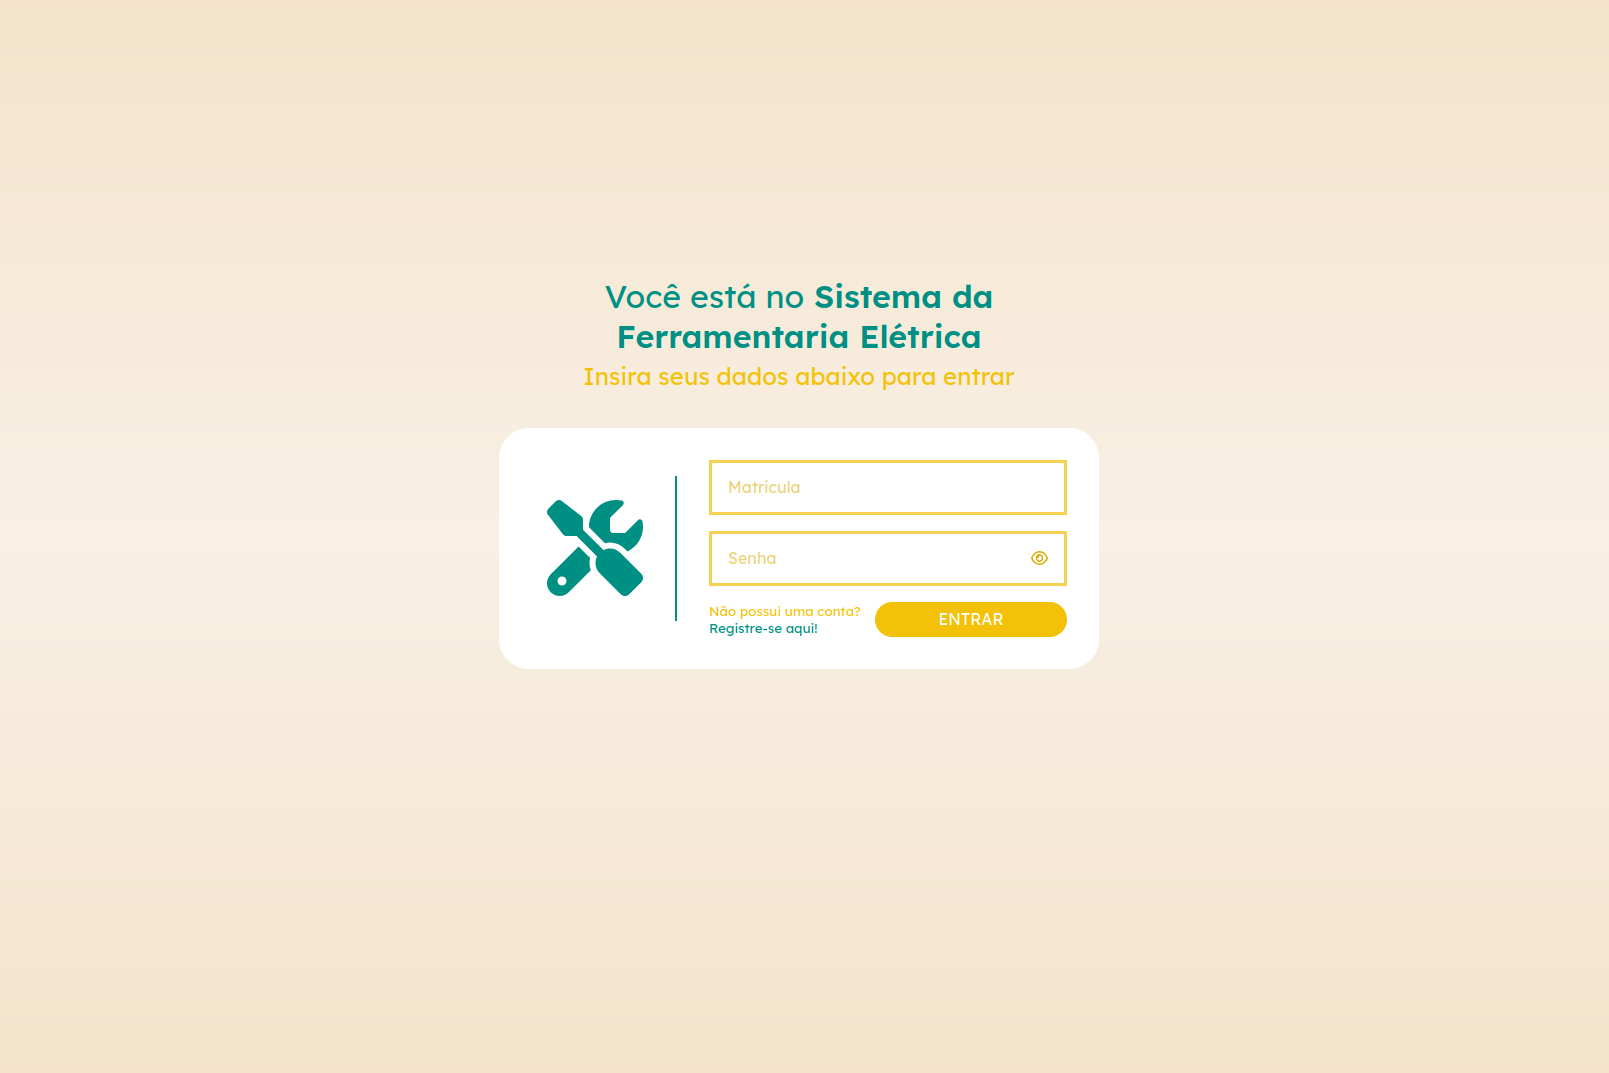 Você está no Sistema da
Ferramentaria Elétrica
Insira seus dados abaixo para entrar
Matrícula
Senha
Não possui uma conta?
Registre-se aqui!
ENTRAR